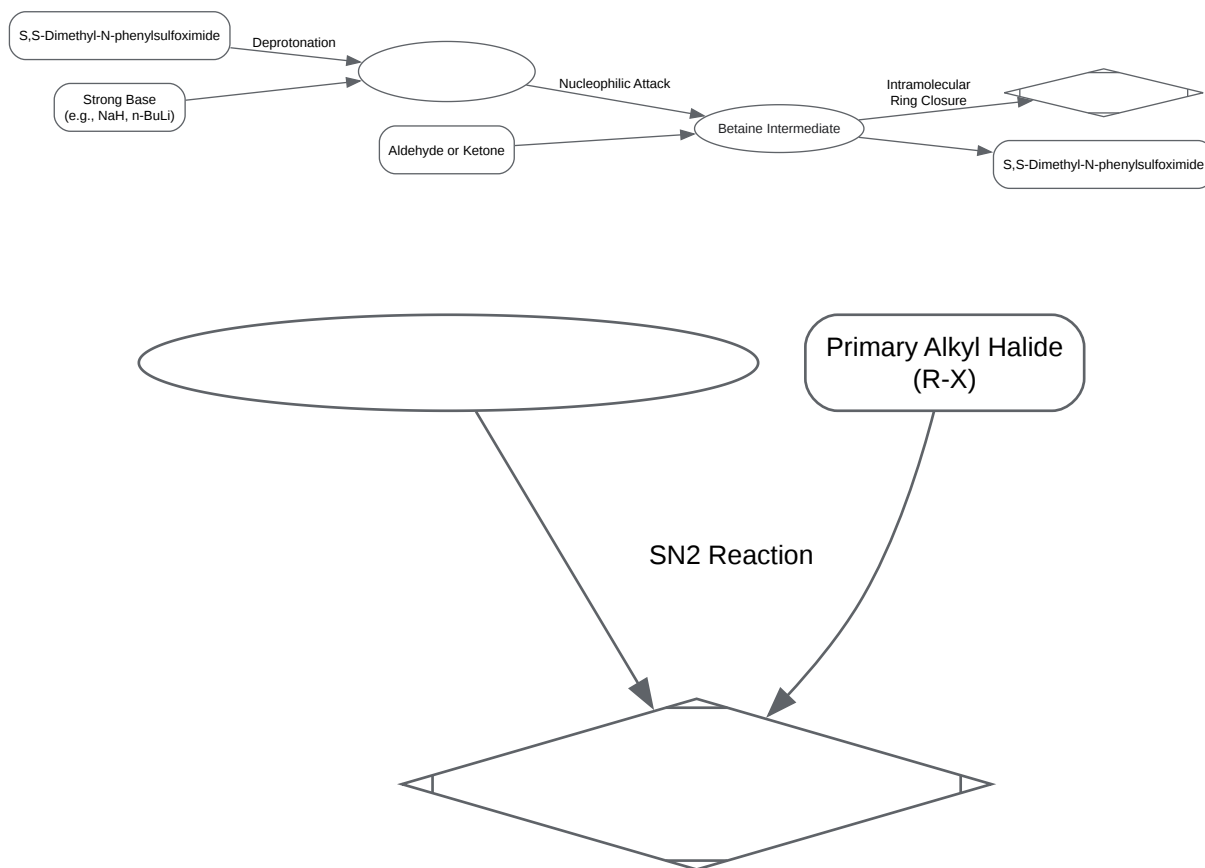 S,S-Dimethyl-N-phenylsulfoximide
Deprotonation
Strong Base
(e.g., NaH, n-BuLi)
Nucleophilic Attack
Aldehyde or Ketone
Betaine Intermediate
Intramolecular
Ring Closure
S,S-Dimethyl-N-phenylsulfoximide
Primary Alkyl Halide
(R-X)
SN2 Reaction